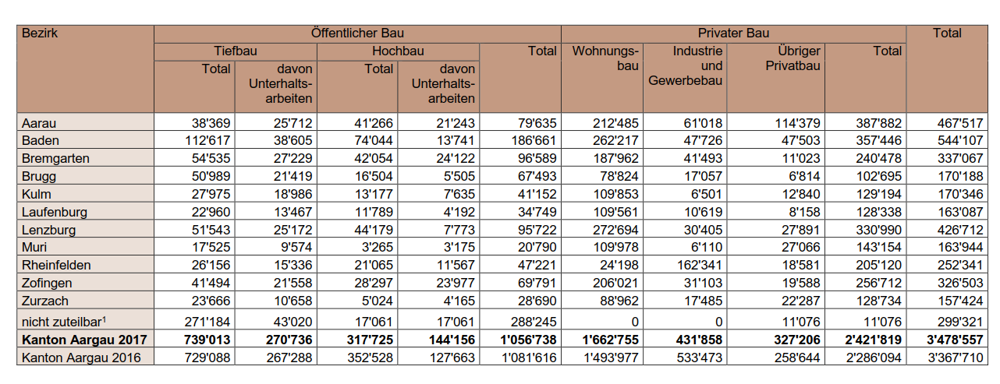 Bezirk Öffentlicher Bau Privater Bau Total
Tiefbau Hochbau Total Wohnungs- Industrie Übriger Total
bau und Privatbau
Total davon Total davon Gewerbebau
Unterhalts- Unterhalts-
arbeiten arbeiten
Aarau 38'369 25'712 41'266 21'243 79'635 212'485 61'018 114'379 387'882 467'517
Baden 112'617 38'605 74'044 13'741 186'661 262'217 47'726 47'503 357'446 544'107
Bremgarten 54'535 27'229 42'054 24'122 96'589 187'962 41'493 11'023 240'478 337'067
Brugg 50'989 21'419 16'504 5'505 67'493 78'824 17'057 6'814 102'695 170'188
Kulm 27'975 18'986 13'177 7'635 41'152 109'853 6'501 12'840 129'194 170'346
Laufenburg 22'960 13'467 11'789 4'192 34'749 109'561 10'619 8'158 128'338 163'087
Lenzburg 51'543 25'172 44'179 7'773 95'722 272'694 30'405 27'891 330'990 426'712
Muri 17'525 9'574 3'265 3'175 20'790 109'978 6'110 27'066 143'154 163'944
Rheinfelden 26'156 15'336 21'065 11'567 47'221 24'198 162'341 18'581 205'120 252'341
Zofingen 41'494 21'558 28'297 23'977 69'791 206'021 31'103 19'588 256'712 326'503
Zurzach 23'666 10'658 5'024 4'165 28'690 88'962 17'485 22'287 128'734 157'424
nicht zuteilbar¹ 271'184 43'020 17'061 17'061 288'245 0 0 11'076 11'076 299'321
Kanton Aargau 2017 739'013 270'736 317'725 144'156 1'056'738 1'662'755 431'858 327'206 2'421'819 3'478'557
Kanton Aargau 2016 729'088 267'288 352'528 127'663 1'081'616 1'493'977 533'473 258'644 2'286'094 3'367'710